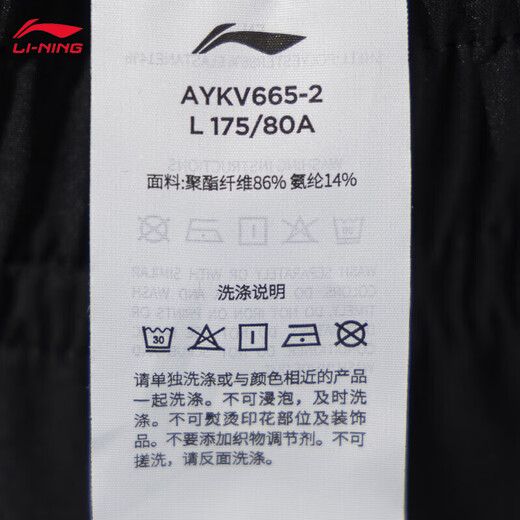 LI-NING
AYKV665-2
L 175/80A
面料:聚酯纤维86% 氨纶14%
洗涤说明
30
请单独洗涤或与颜色相近的产品
一起洗涤。不可浸泡，及时洗
涤。不可熨烫印花部位及装饰
品。不要添加织物调节剂。不可
搓洗，请反面洗涤。